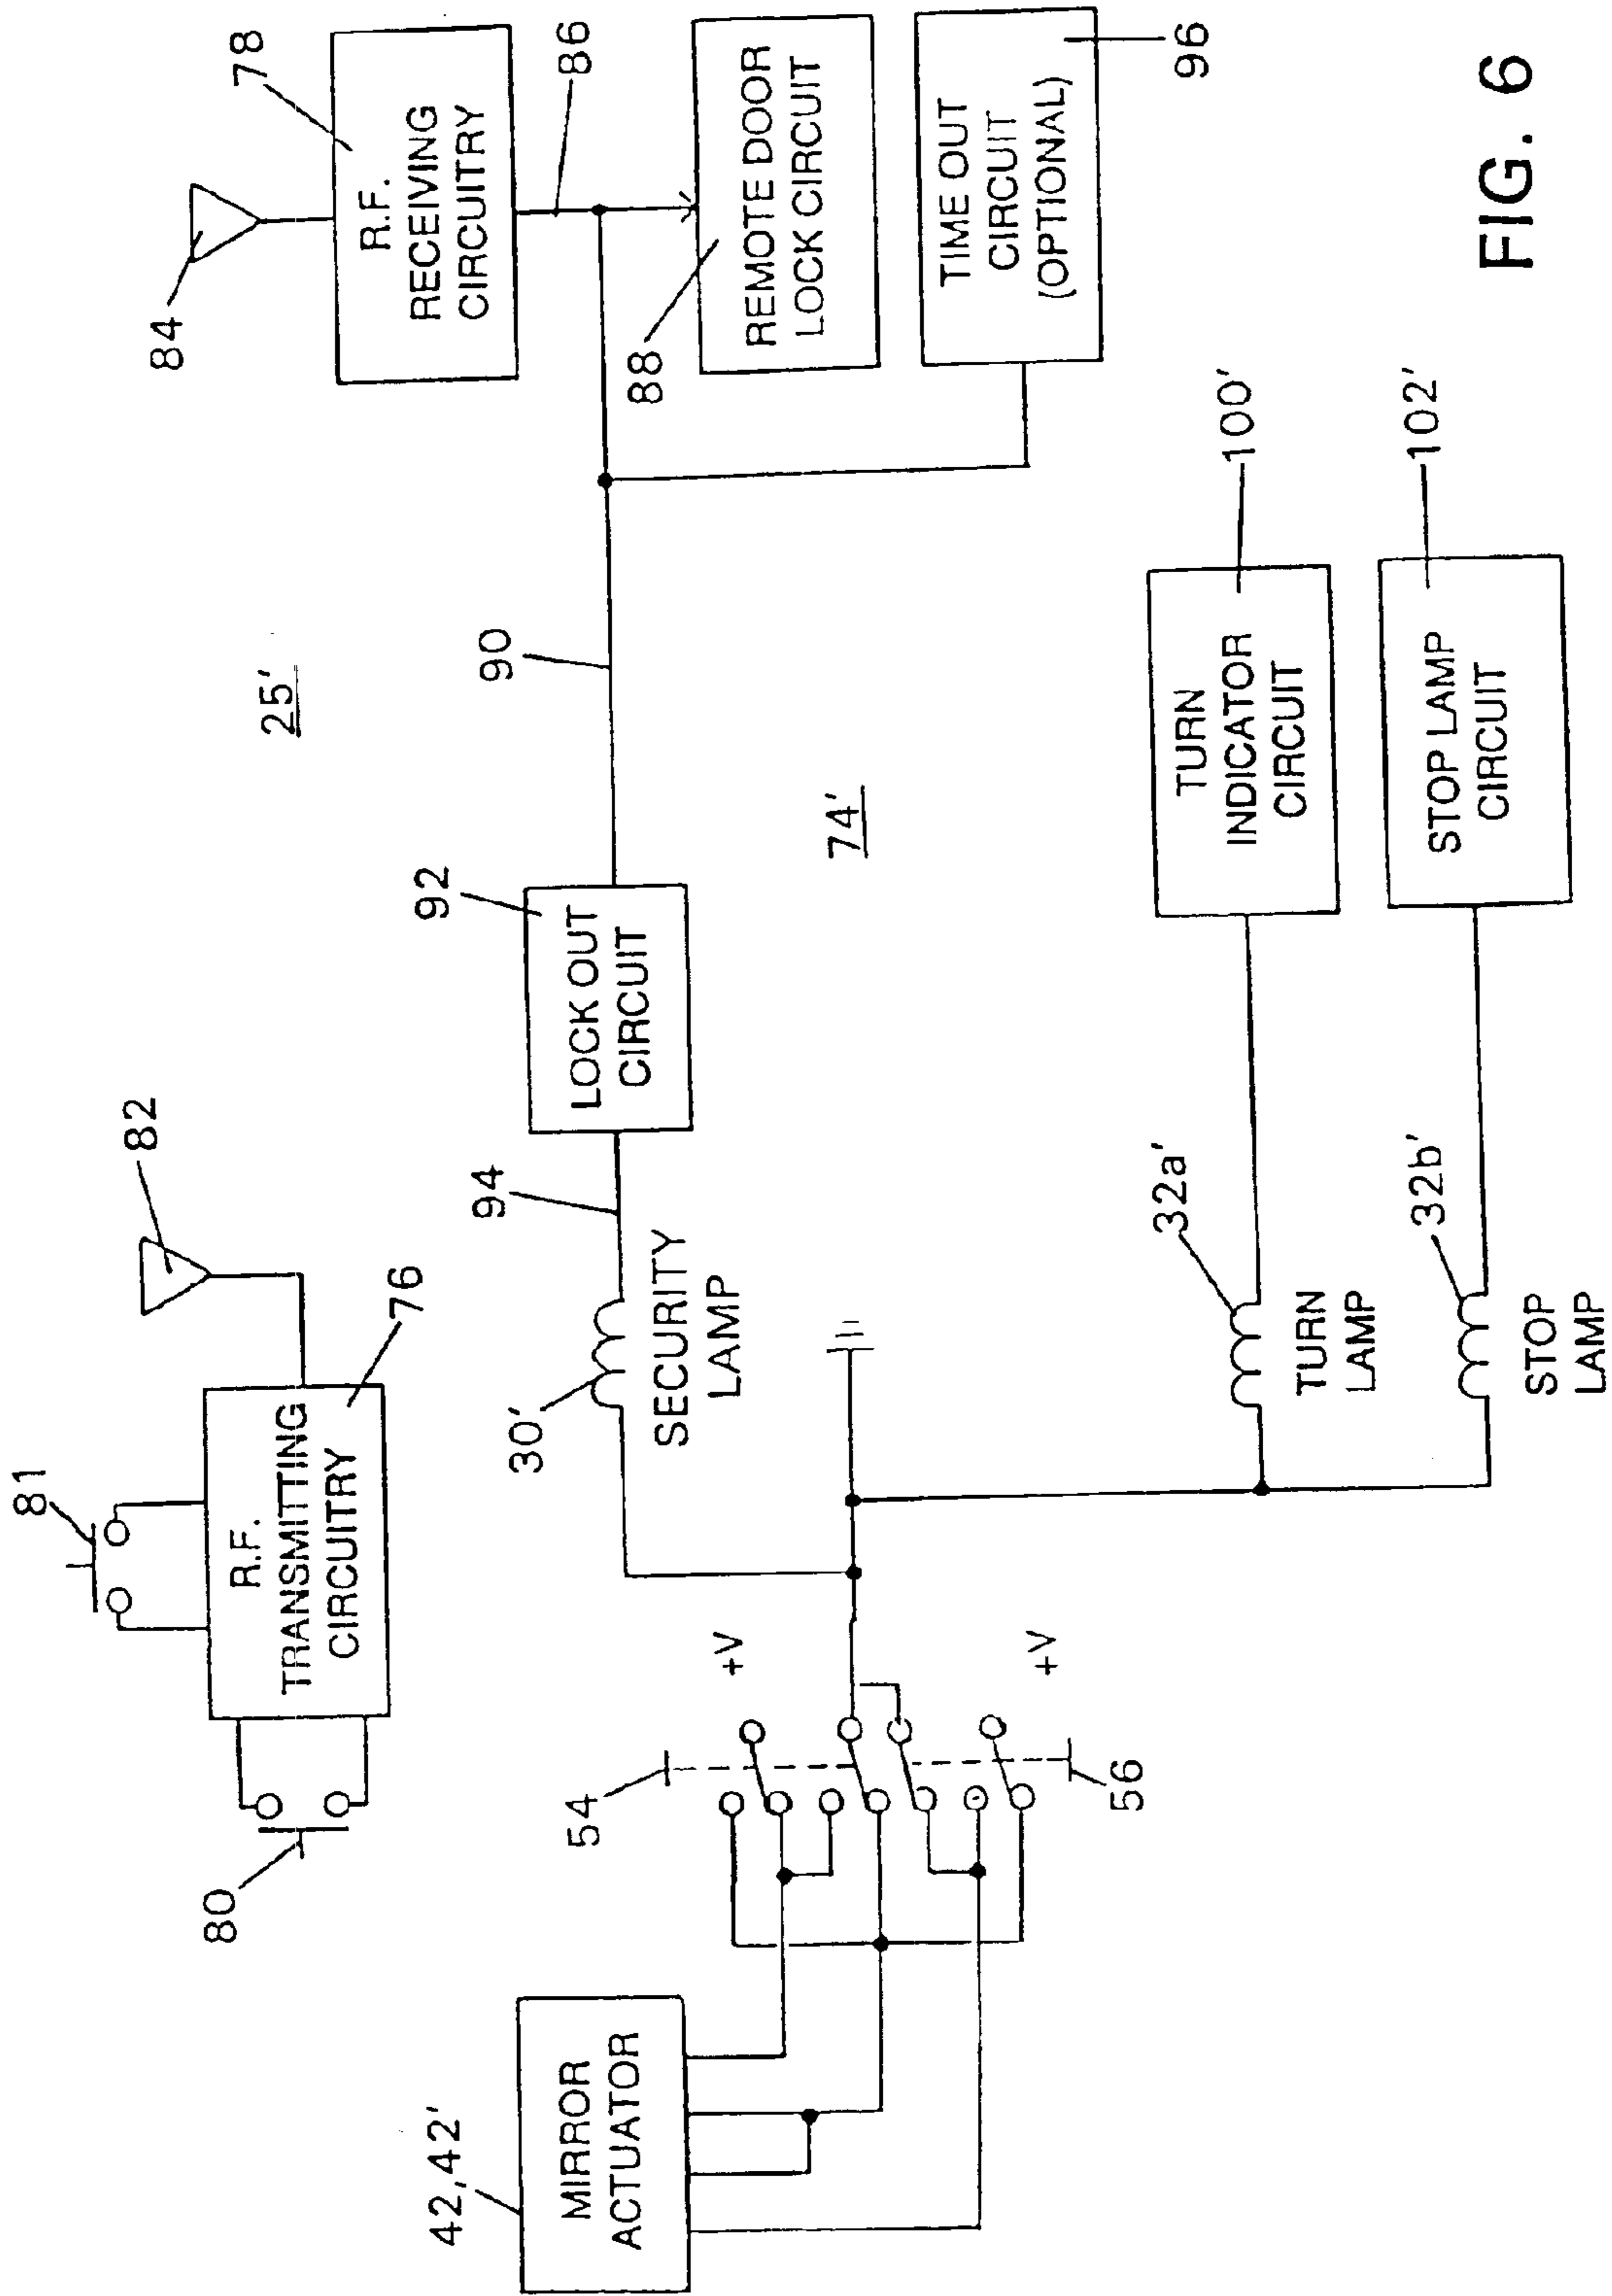 84
78
R.F.
RECEIVING
CIRCUITRY
86
25'
82
81
R.F.
TRANSMITTING
CIRCUITRY
76
80
90
88
REMOTE DOOR
LOCK CIRCUIT
92
LOCK OUT
CIRCUIT
94
30'
SECURITY
LAMP
74'
TIME OUT
CIRCUIT
(OPTIONAL)
96
42,42'
MIRROR
ACTUATOR
54
+V
+V
56
32a'
TURN
LAMP
TURN
INDICATOR
CIRCUIT
100'
32b'
STOP
LAMP
STOP LAMP
CIRCUIT
102'
FIG. 6